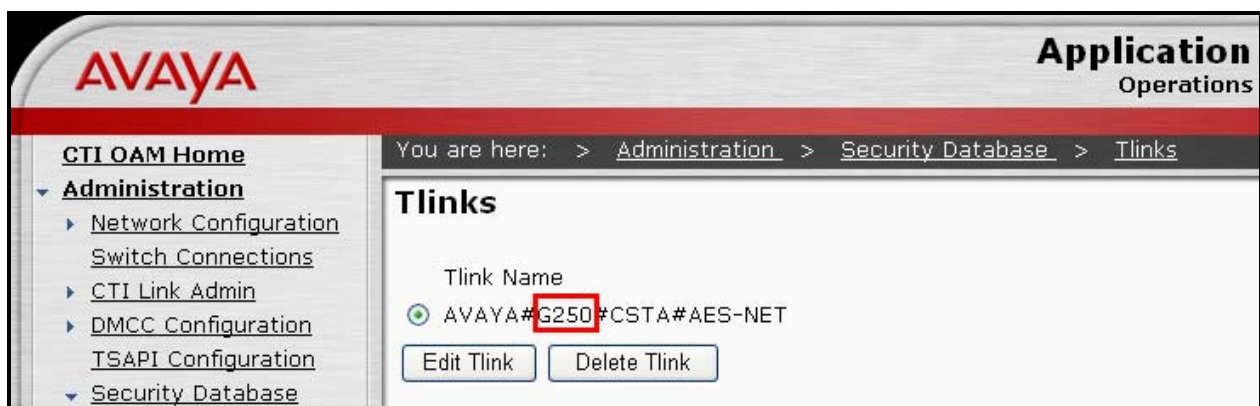 AVAYA
Application
Operations
CTI OAM Home
Administration
Network Configuration
Switch Connections
CTI Link Admin
DMCC Configuration
TSAPI Configuration
Security Database
You are here: > Administration > Security Database > Tlinks
Tlinks
Tlink Name
AVAYA#G250#CSTA#AES-NET
Edit Tlink Delete Tlink